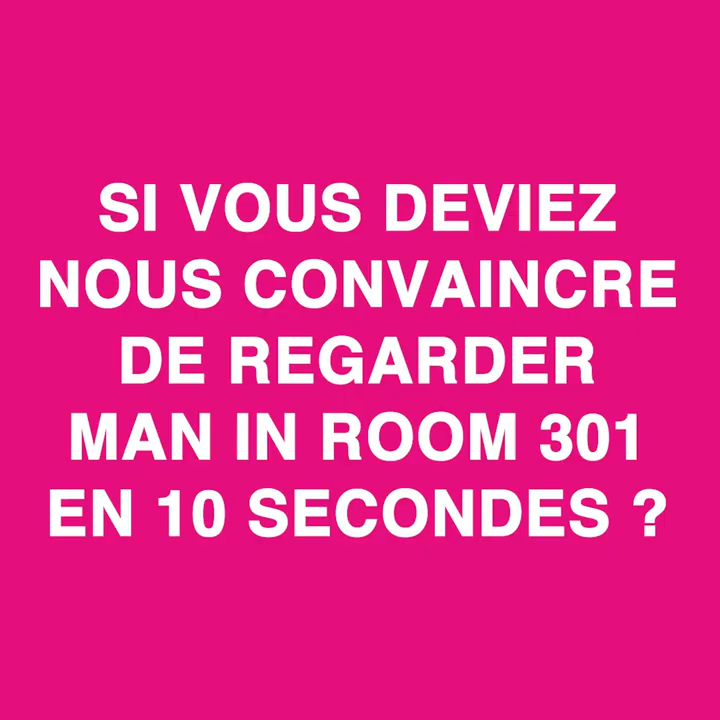 SI VOUS DEVIEZ
NOUS CONVAINCRE
DE REGARDER
MAN IN ROOM 301
EN 10 SECONDES ?